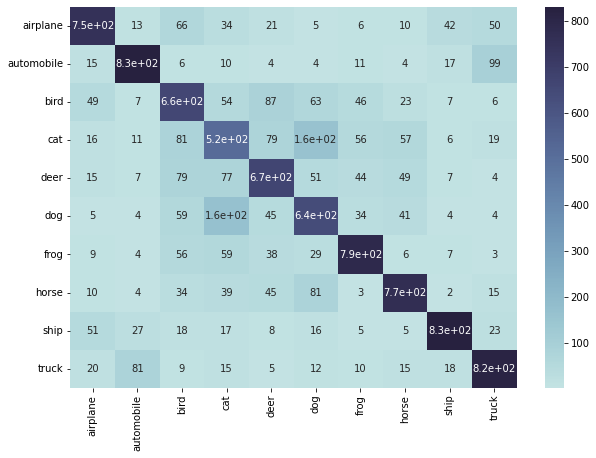 airplane 7.5e+02 13 66 34 21 5 6 10 42 50
automobile 15 8.3e+02 6 10 4 4 11 4 17 99
bird 49 7 6.6e+02 54 87 63 46 23 7 6
cat 16 11 81 5.2e+02 79 1.6e+02 56 57 6 19
deer 15 7 79 77 6.7e+02 51 44 49 7 4
dog 5 4 59 1.6e+02 45 6.4e+02 34 41 4 4
frog 9 4 56 59 38 29 7.9e+02 6 7 3
horse 10 4 34 39 45 81 3 7.7e+02 2 15
ship 51 27 18 17 8 16 5 5 8.3e+02 23
truck 20 81 9 15 5 12 10 15 18 8.2e+02
airplane automobile bird cat deer dog frog horse ship truck
800
700
600
500
400
300
200
100